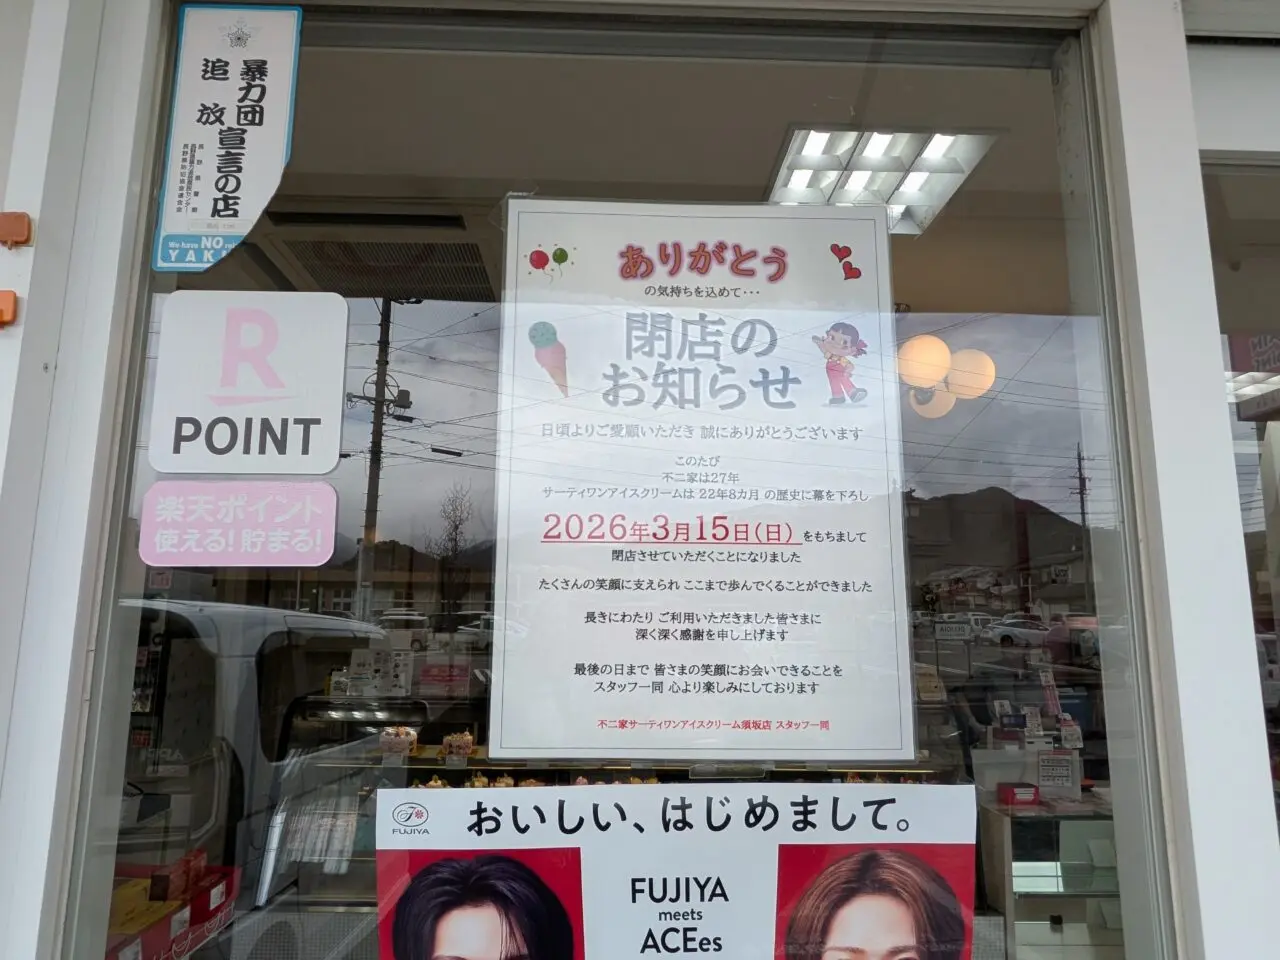 暴力団
追放
宣言の店
長野県警察
We have NO
YAK
R
POINT
楽天ポイント
使える!貯まる!
ありがとう
の気持ちを込めて・・・
閉店の
お知らせ
日頃よりご愛顧いただき 誠にありがとうございます
このたび
不二家は27年
サーティワンアイスクリームは 22年8カ月 の歴史に幕を下ろし
2026年3月15日(日)をもちまして
閉店させていただくことになりました
たくさんの笑顔に支えられ ここまで歩んでくることができました
長きにわたり ご利用いただきました皆さまに
深く深く感謝を申し上げます
最後の日まで 皆さまの笑顔にお会いできることを
スタッフ一同 心より楽しみにしております
不二家サーティワンアイスクリーム須坂店 スタッフ一同
FUJIYA
おいしい、はじめまして。
FUJIYA
meets
ACEes